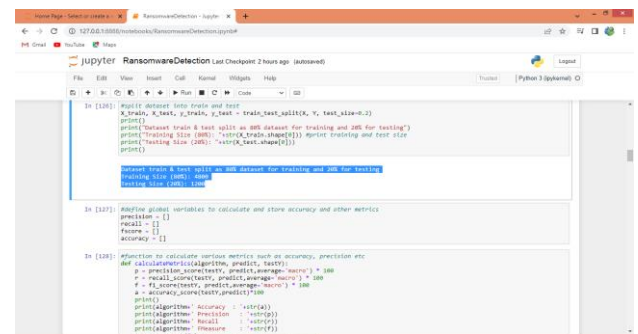 Home Page - Select or create a
RansomwareDetection - Jupyter
127.0.0.1:8888/notebooks/RansomwareDetection.ipynb#
Gmail YouTube Maps
jupyter RansomwareDetection Last Checkpoint: 2 hours ago (autosaved)
Logout
File Edit View Insert Cell Kernel Widgets Help
Trusted Python 3 (ipykernel)
Run Code
In [126]: #split dataset into train and test
X_train, X_test, y_train, y_test = train_test_split(X, Y, test_size=0.2)
print()
print("Dataset train & test split as 80% dataset for training and 20% for testing")
print("Training Size (80%): "+str(X_train.shape[0])) #print training and test size
print("Testing Size (20%): "+str(X_test.shape[0]))
print()
Dataset train & test split as 80% dataset for training and 20% for testing
Training Size (80%): 4800
Testing Size (20%): 1200
In [127]: #define global variables to calculate and store accuracy and other metrics
precision = []
recall = []
fscore = []
accuracy = []
In [128]: #function to calculate various metrics such as accuracy, precision etc
def calculateMetrics(algorithm, predict, testY):
p = precision_score(testY, predict,average='macro') * 100
r = recall_score(testY, predict,average='macro') * 100
f = f1_score(testY, predict,average='macro') * 100
a = accuracy_score(testY,predict)*100
print()
print(algorithm+' Accuracy : '+str(a))
print(algorithm+' Precision : '+str(p))
print(algorithm+' Recall : '+str(r))
print(algorithm+' FMeasure : '+str(f))